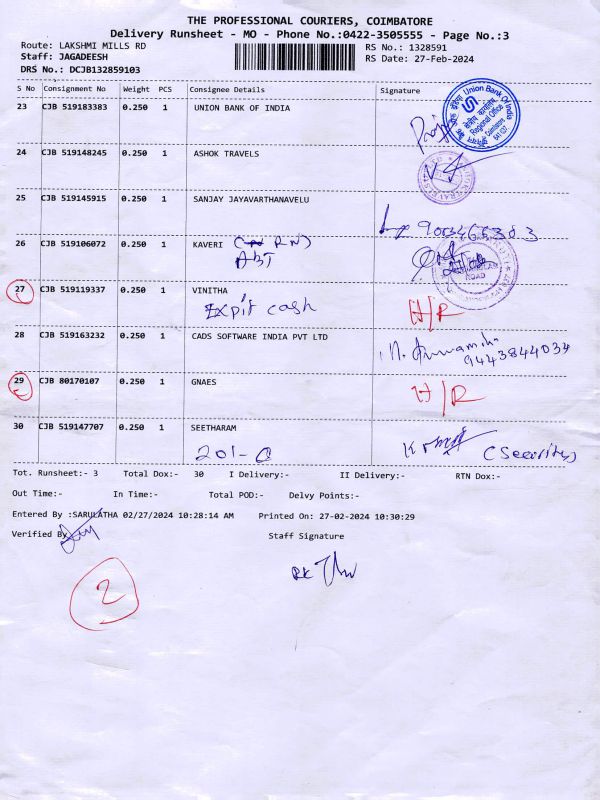 THE PROFESSIONAL COURIERS, COIMBATORE
Delivery Runsheet - MO - Phone No.:0422-3505555 - Page No.:3
Route: LAKSHMI MILLS RD
RS No.: 1328591
Staff: JAGADEESH
RS Date: 27-Feb-2024
DRS No.: DCJB132859103
S No Consignment No Weight PCS Consignee Details Signature
23 CJB 519183383 0.250 1 UNION BANK OF INDIA
Union Bank Of India
Regional Office
24 CJB 519148245 0.250 1 ASHOK TRAVELS
25 CJB 519145915 0.250 1 SANJAY JAYAVARTHANAVELU
26 CJB 519106072 0.250 1 KAVERI
ABT
27 CJB 519119337 0.250 1 VINITHA
Expit cash H/R
28 CJB 519163232 0.250 1 CADS SOFTWARE INDIA PVT LTD
9443844034
29 CJB 80170107 0.250 1 GNAES H/R
30 CJB 519147707 0.250 1 SEETHARAM
201-C (Security)
Tot. Runsheet:- 3 Total Dox:- 30 I Delivery:- II Delivery:- RTN Dox:-
Out Time:- In Time:- Total POD:- Delvy Points:-
Entered By :SARULATHA 02/27/2024 10:28:14 AM Printed On: 27-02-2024 10:30:29
Verified By
Staff Signature
2